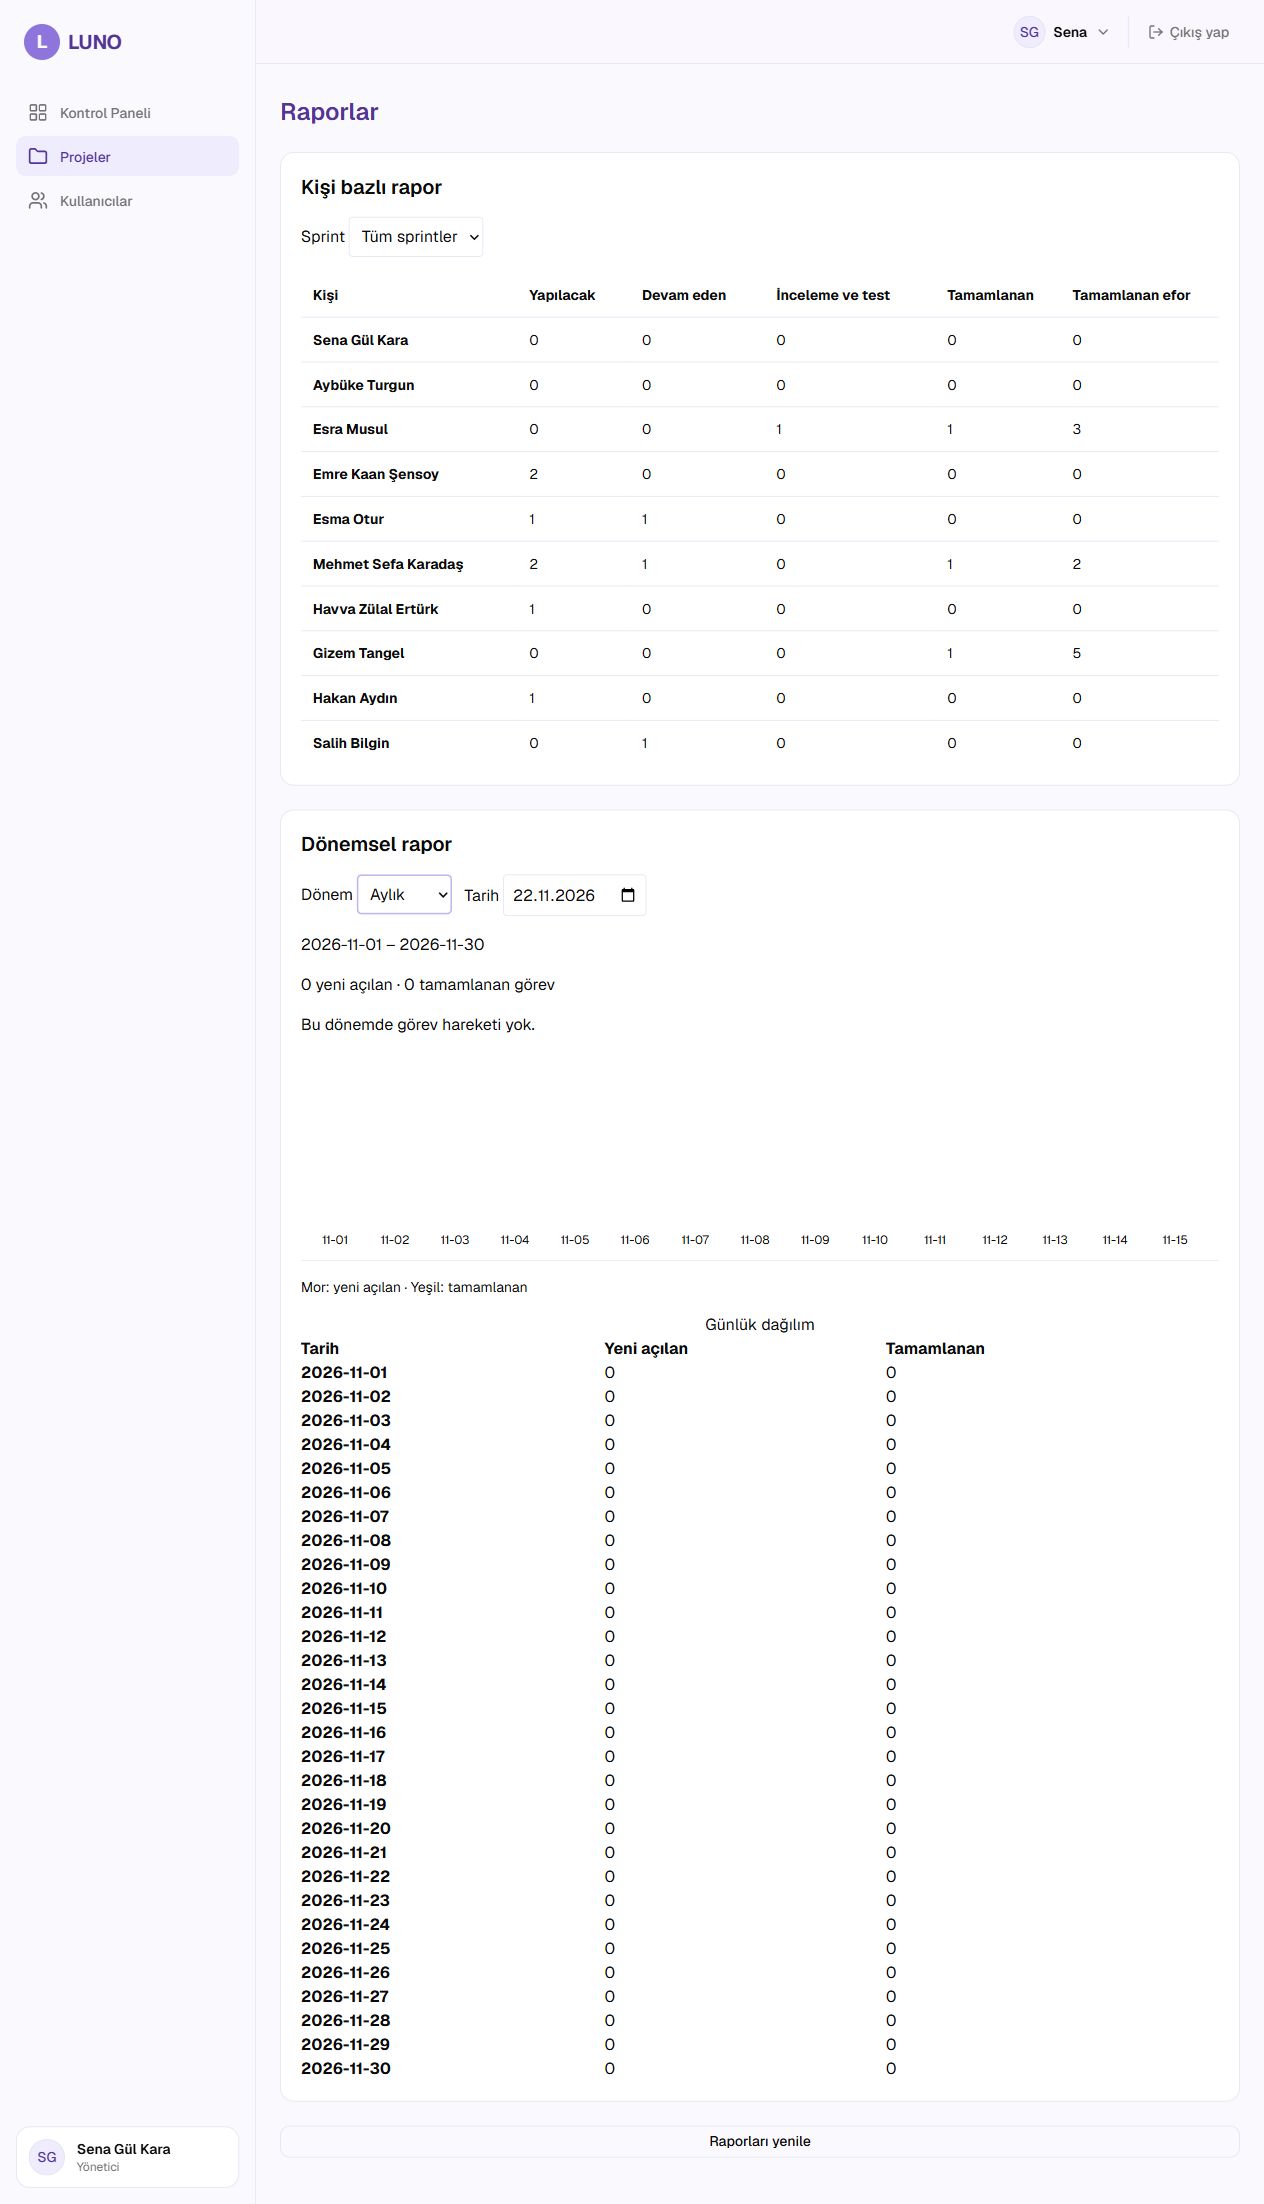 L LUNO
SG Sena Çıkış yap
Kontrol Paneli
Projeler
Kullanıcılar
Raporlar
Kişi bazlı rapor
Sprint Tüm sprintler
Kişi Yapılacak Devam eden İnceleme ve test Tamamlanan Tamamlanan efor
Sena Gül Kara 0 0 0 0 0
Aybüke Turgun 0 0 0 0 0
Esra Musul 0 0 1 1 3
Emre Kaan Şensoy 2 0 0 0 0
Esma Otur 1 1 0 0 0
Mehmet Sefa Karadaş 2 1 0 1 2
Havva Zülal Ertürk 1 0 0 0 0
Gizem Tangel 0 0 0 1 5
Hakan Aydın 1 0 0 0 0
Salih Bilgin 0 1 0 0 0
Dönemsel rapor
Dönem Aylık Tarih 22.11.2026
2026-11-01 – 2026-11-30
0 yeni açılan · 0 tamamlanan görev
Bu dönemde görev hareketi yok.
11-01 11-02 11-03 11-04 11-05 11-06 11-07 11-08 11-09 11-10 11-11 11-12 11-13 11-14 11-15
Mor: yeni açılan · Yeşil: tamamlanan
Günlük dağılım
Tarih Yeni açılan Tamamlanan
2026-11-01 0 0
2026-11-02 0 0
2026-11-03 0 0
2026-11-04 0 0
2026-11-05 0 0
2026-11-06 0 0
2026-11-07 0 0
2026-11-08 0 0
2026-11-09 0 0
2026-11-10 0 0
2026-11-11 0 0
2026-11-12 0 0
2026-11-13 0 0
2026-11-14 0 0
2026-11-15 0 0
2026-11-16 0 0
2026-11-17 0 0
2026-11-18 0 0
2026-11-19 0 0
2026-11-20 0 0
2026-11-21 0 0
2026-11-22 0 0
2026-11-23 0 0
2026-11-24 0 0
2026-11-25 0 0
2026-11-26 0 0
2026-11-27 0 0
2026-11-28 0 0
2026-11-29 0 0
2026-11-30 0 0
Raporları yenile
SG Sena Gül Kara
Yönetici